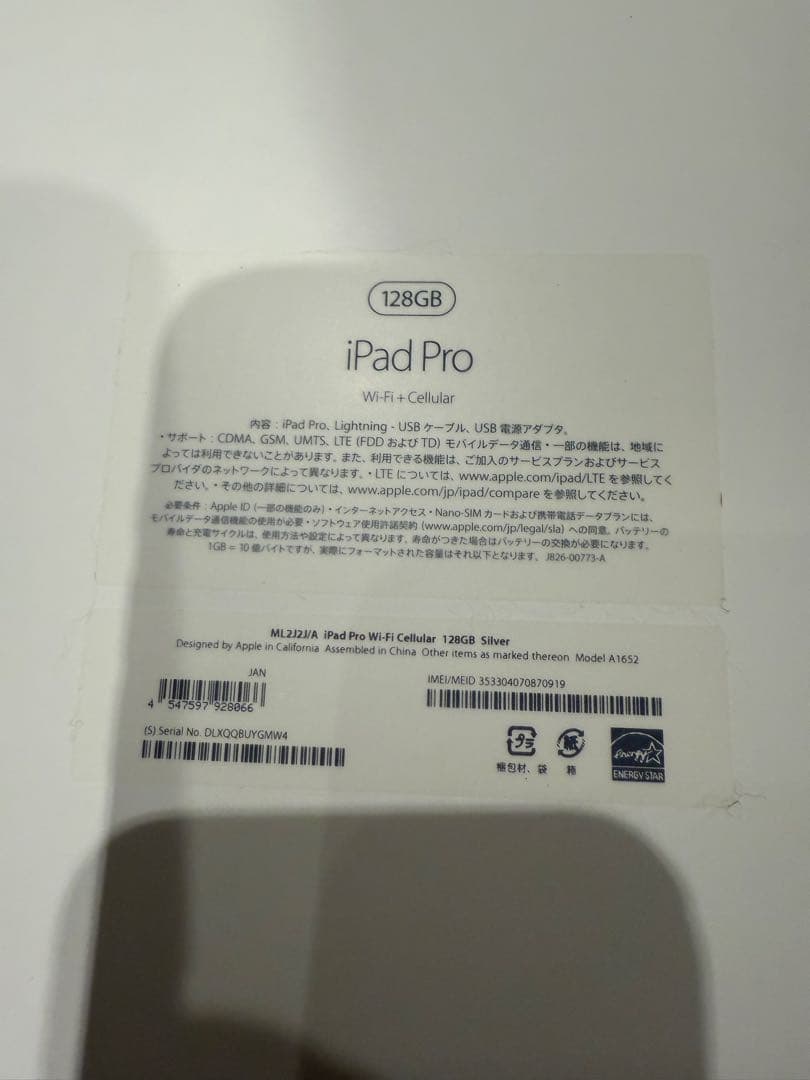 128GB
iPad Pro
Wi-Fi + Cellular
内容：iPad Pro、Lightning - USB ケーブル、USB 電源アダプタ。
・サポート：CDMA、GSM、UMTS、LTE (FDD および TD) モバイルデータ通信・一部の機能は、地域に
よっては利用できないことがあります。また、利用できる機能は、ご加入のサービスプランおよびサービス
プロバイダのネットワークによって異なります。・LTE については、www.apple.com/ipad/LTE を参照してく
ださい。・その他の詳細については、www.apple.com/jp/ipad/compare を参照してください。
必要条件：Apple ID (一部の機能のみ)・インターネットアクセス・Nano-SIM カードおよび携帯電話データプランには、
モバイルデータ通信機能の使用が必要・ソフトウェア使用許諾契約 (www.apple.com/jp/legal/sla) への同意。バッテリーの
寿命と充電サイクルは、使用方法や設定によって異なります。寿命がつきた場合はバッテリーの交換が必要になります。
1GB = 10 億バイトですが、実際にフォーマットされた容量はそれ以下となります。 J826-00773-A
ML2J2J/A iPad Pro Wi-Fi Cellular 128GB Silver
Designed by Apple in California Assembled in China Other items as marked thereon Model A1652
JAN
4 547597 928066
IMEI/MEID 353304070870919
(S) Serial No. DLXQQBUYGMW4
プラ 紙
梱包材、袋 箱
energy
ENERGY STAR